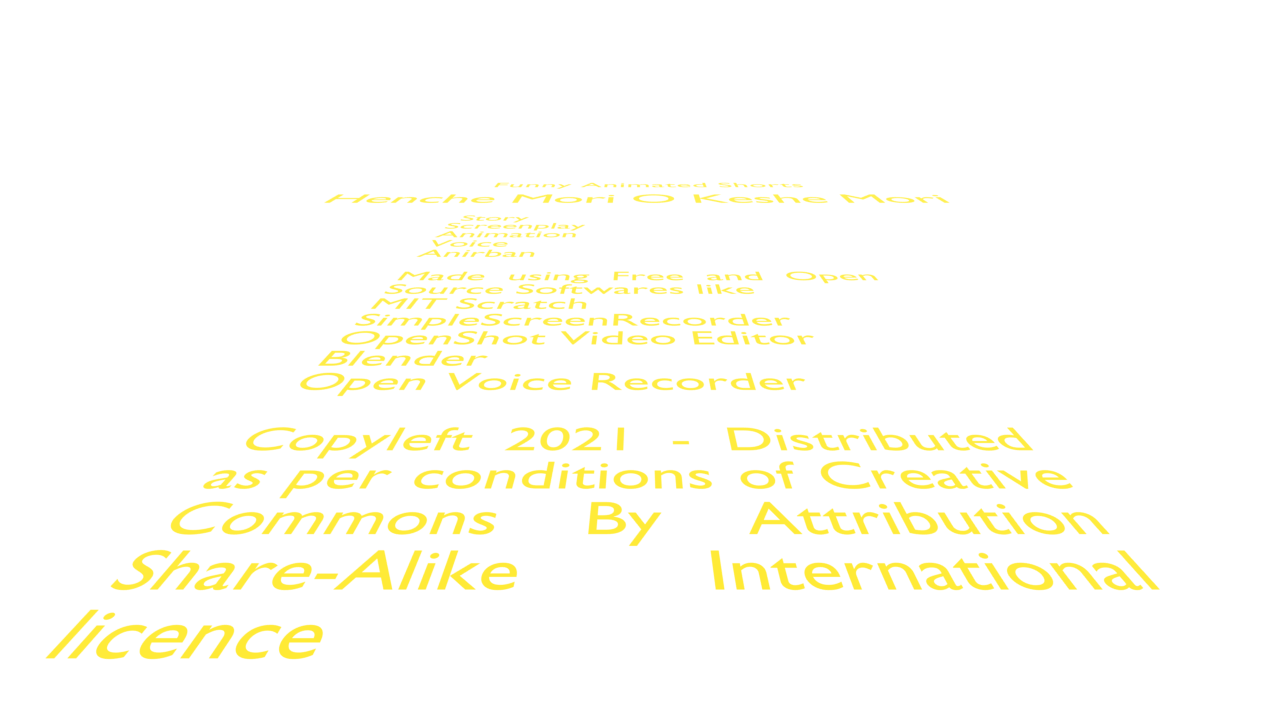 Funny Animated Shorts
Henche Mori O Keshe Mori
Story
Screenplay
Animation
Voice
Anirban
Made using Free and Open
Source Softwares like
MIT Scratch
SimpleScreenRecorder
OpenShot Video Editor
Blender
Open Voice Recorder
Copyleft 2021 - Distributed
as per conditions of Creative
Commons By Attribution
Share-Alike International
licence